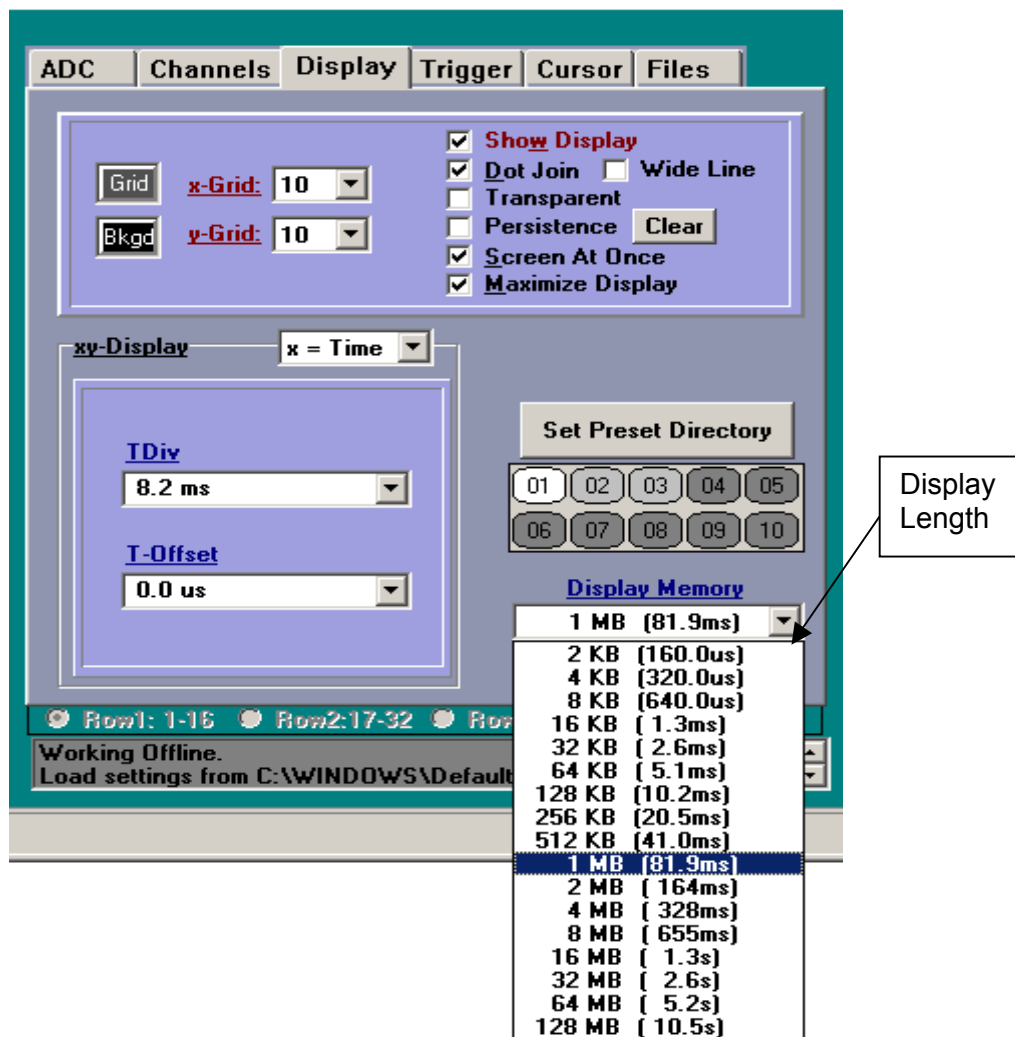 ADC Channels Display Trigger Cursor Files
Show Display
Dot Join Wide Line
Grid x-Grid: 10
Transparent
Bkgd y-Grid: 10
Persistence Clear
Screen At Once
Maximize Display
xy-Display x = Time
TDiv
8.2 ms
T-Offset
0.0 us
Set Preset Directory
01 02 03 04 05
06 07 08 09 10
Display
Length
Display Memory
1 MB (81.9ms)
2 KB (160.0us)
4 KB (320.0us)
8 KB (640.0us)
16 KB ( 1.3ms)
32 KB ( 2.6ms)
64 KB ( 5.1ms)
128 KB (10.2ms)
256 KB (20.5ms)
512 KB (41.0ms)
1 MB (81.9ms)
2 MB ( 164ms)
4 MB ( 328ms)
8 MB ( 655ms)
16 MB ( 1.3s)
32 MB ( 2.6s)
64 MB ( 5.2s)
128 MB ( 10.5s)
Row1: 1-16 Row2:17-32 Row
Working Offline.
Load settings from C:\WINDOWS\Default